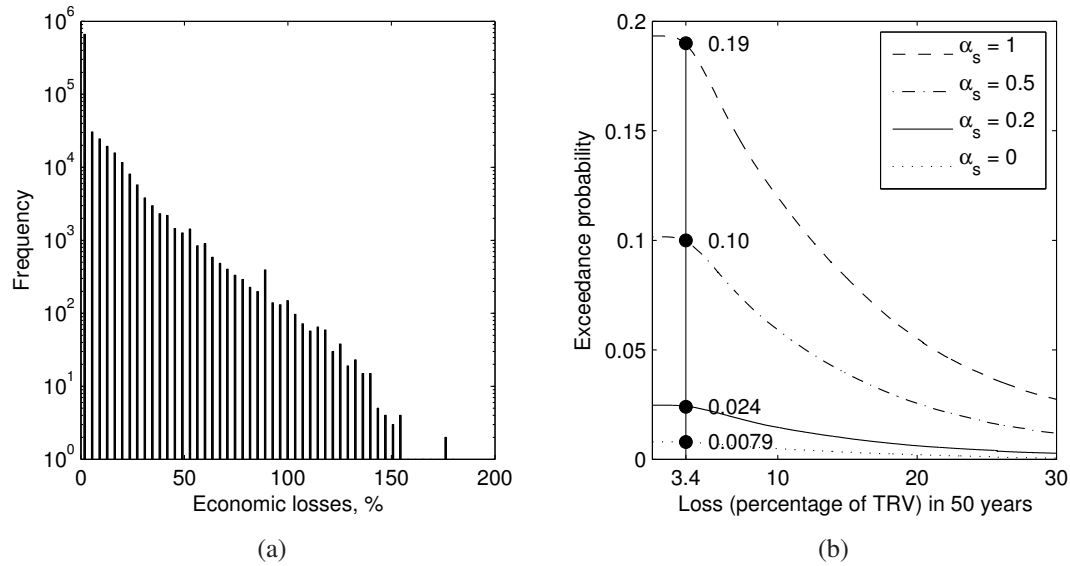 10^6
10^5
10^4
10^3
10^2
10^1
10^0
Frequency
0
50
100
150
200
Economic losses, %
(a)
0.2
0.15
0.1
0.05
0
Exceedance probability
0.19
0.10
0.024
0.0079
α_s = 1
α_s = 0.5
α_s = 0.2
α_s = 0
3.4
10
20
30
Loss (percentage of TRV) in 50 years
(b)